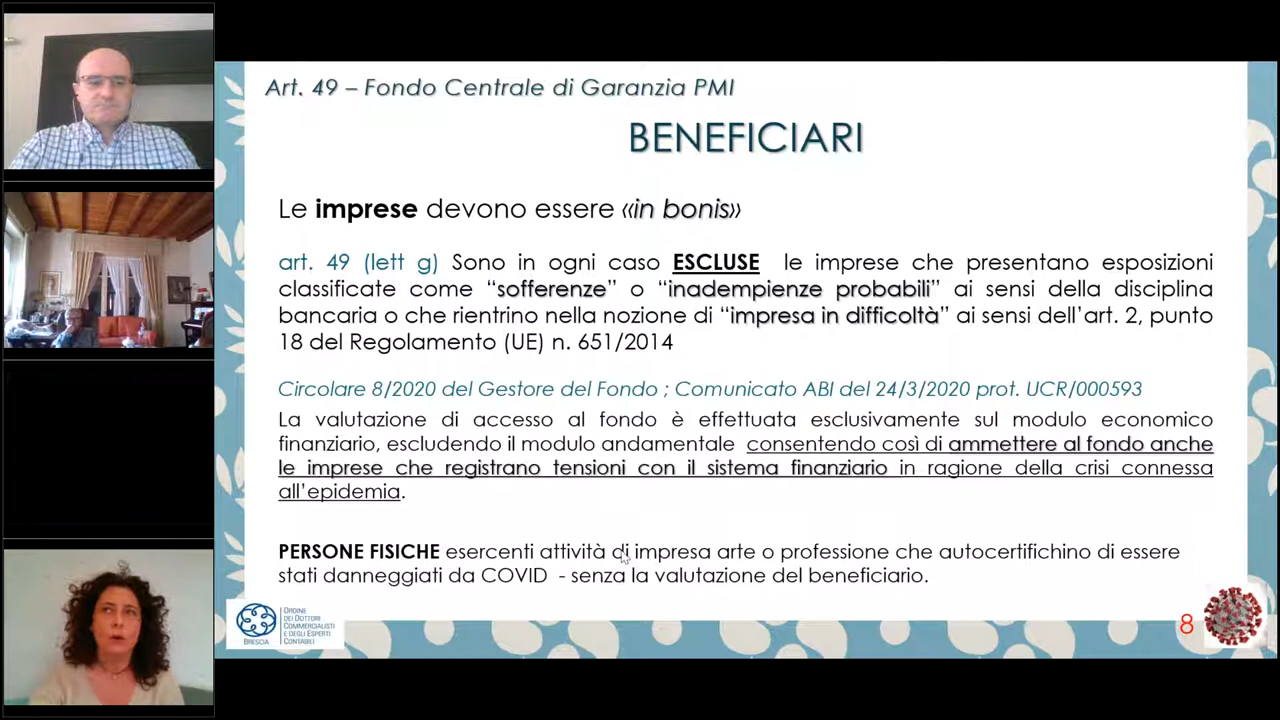 Art. 49 – Fondo Centrale di Garanzia PMI
BENEFICIARI
Le imprese devono essere «in bonis»
art. 49 (lett g) Sono in ogni caso ESCLUSE le imprese che presentano esposizioni
classificate come “sofferenze” o “inadempienze probabili” ai sensi della disciplina
bancaria o che rientrino nella nozione di “impresa in difficoltà” ai sensi dell’art. 2, punto
18 del Regolamento (UE) n. 651/2014
Circolare 8/2020 del Gestore del Fondo ; Comunicato ABI del 24/3/2020 prot. UCR/000593
La valutazione di accesso al fondo è effettuata esclusivamente sul modulo economico
finanziario, escludendo il modulo andamentale consentendo così di ammettere al fondo anche
le imprese che registrano tensioni con il sistema finanziario in ragione della crisi connessa
all’epidemia.
PERSONE FISICHE esercenti attività di impresa arte o professione che autocertifichino di essere
stati danneggiati da COVID - senza la valutazione del beneficiario.
ORDINE
DEI DOTTORI
COMMERCIALISTI
E DEGLI ESPERTI
CONTABILI
BRESCIA
8